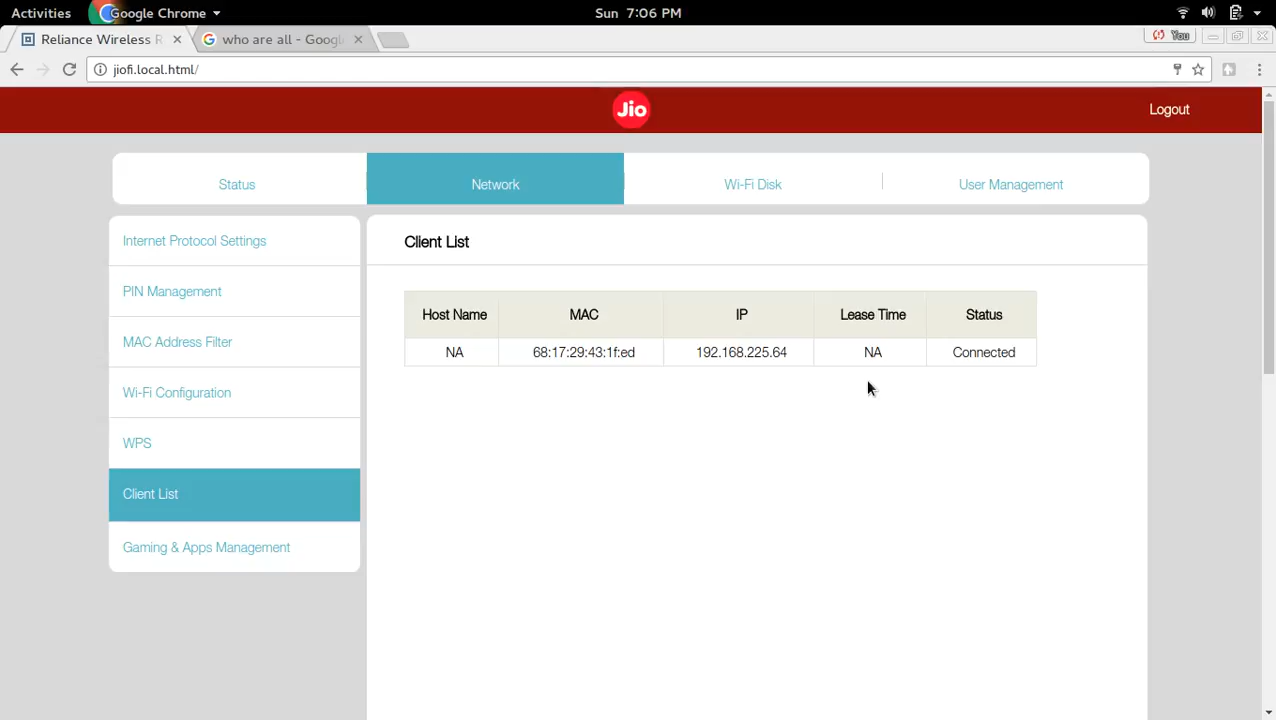 Activities Google Chrome Sun 7:06 PM
Reliance Wireless R who are all - Googl You
jiofi.local.html/
Jio Logout
Status Network Wi-Fi Disk User Management
Internet Protocol Settings
PIN Management
MAC Address Filter
Wi-Fi Configuration
WPS
Client List
Gaming & Apps Management
Client List
Host Name MAC IP Lease Time Status
NA 68:17:29:43:1f:ed 192.168.225.64 NA Connected